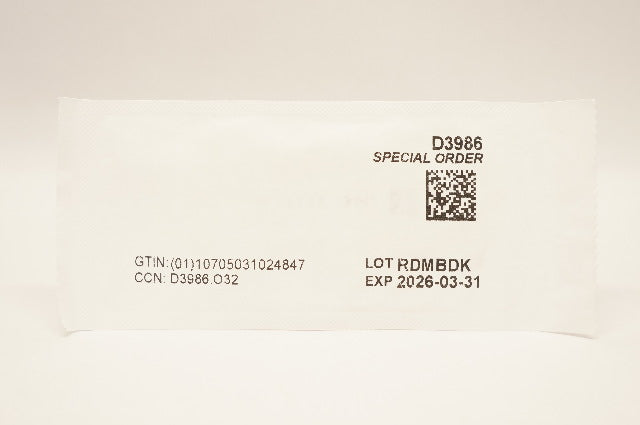 D3986
SPECIAL ORDER
GTIN:(01)10705031024847
CCN: D3986.O32
LOT RDMBDK
EXP 2026-03-31